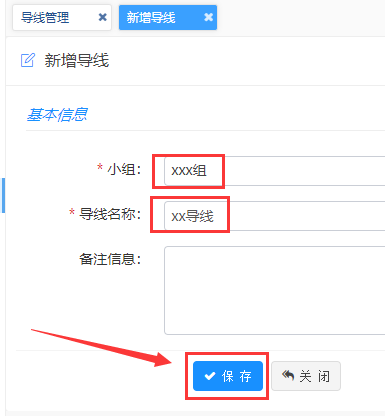 导线管理 × 新增导线 ×
新增导线
基本信息
* 小组： xxx组
* 导线名称： xx导线
备注信息：
保 存 关 闭